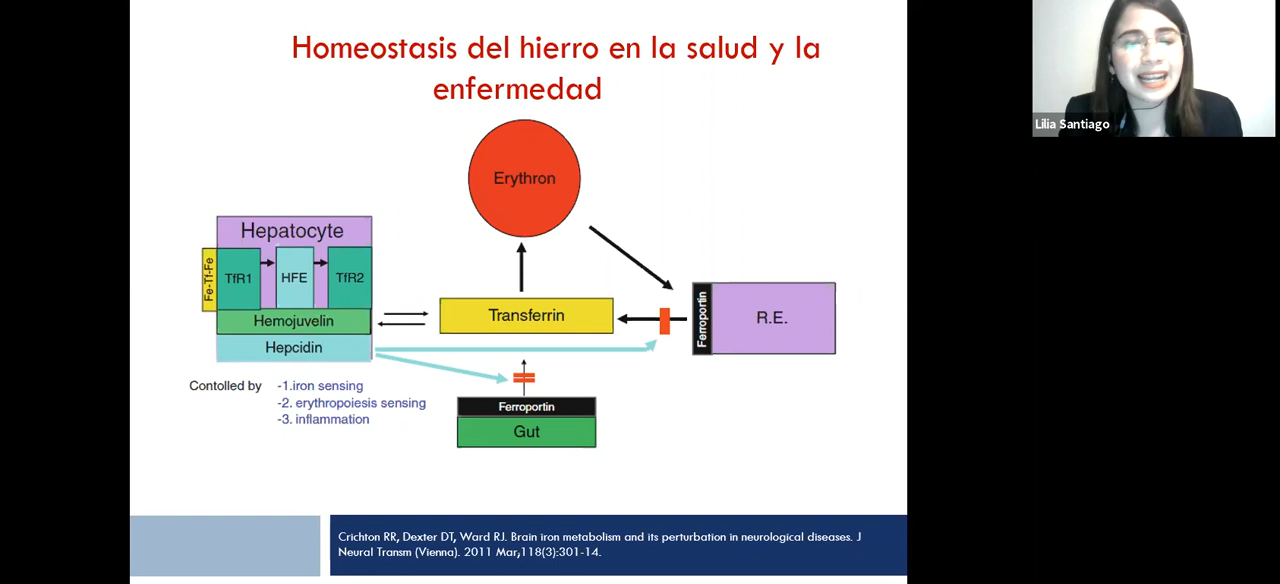 Homeostasis del hierro en la salud y la
enfermedad
Lilia Santiago
Erythron
Hepatocyte
Fe-Tf-Fe
TfR1
HFE
TfR2
Hemojuvelin
Hepcidin
Transferrin
Ferroportin
R.E.
Contolled by
-1.iron sensing
-2. erythropoiesis sensing
-3. inflammation
Ferroportin
Gut
Crichton RR, Dexter DT, Ward RJ. Brain iron metabolism and its perturbation in neurological diseases. J
Neural Transm (Vienna). 2011 Mar;118(3):301-14.